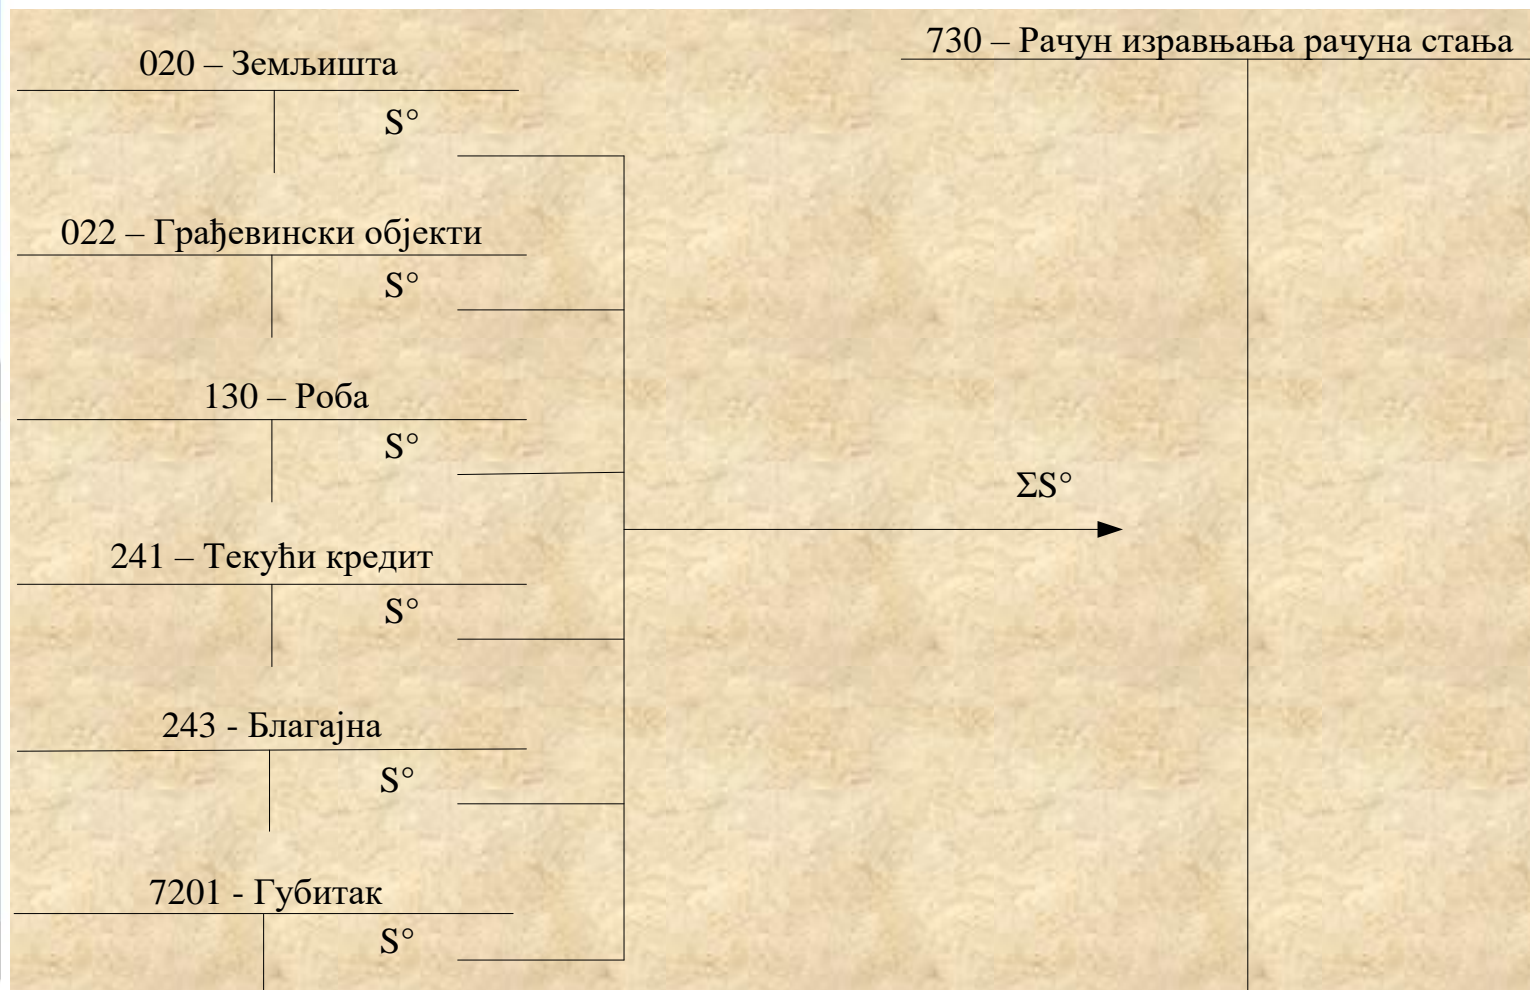 730 – Рачун изравњања рачуна стања
020 – Земљишта
S°
022 – Грађевински објекти
S°
130 – Роба
S°
ΣS°
241 – Текући кредит
S°
243 - Благајна
S°
7201 - Губитак
S°